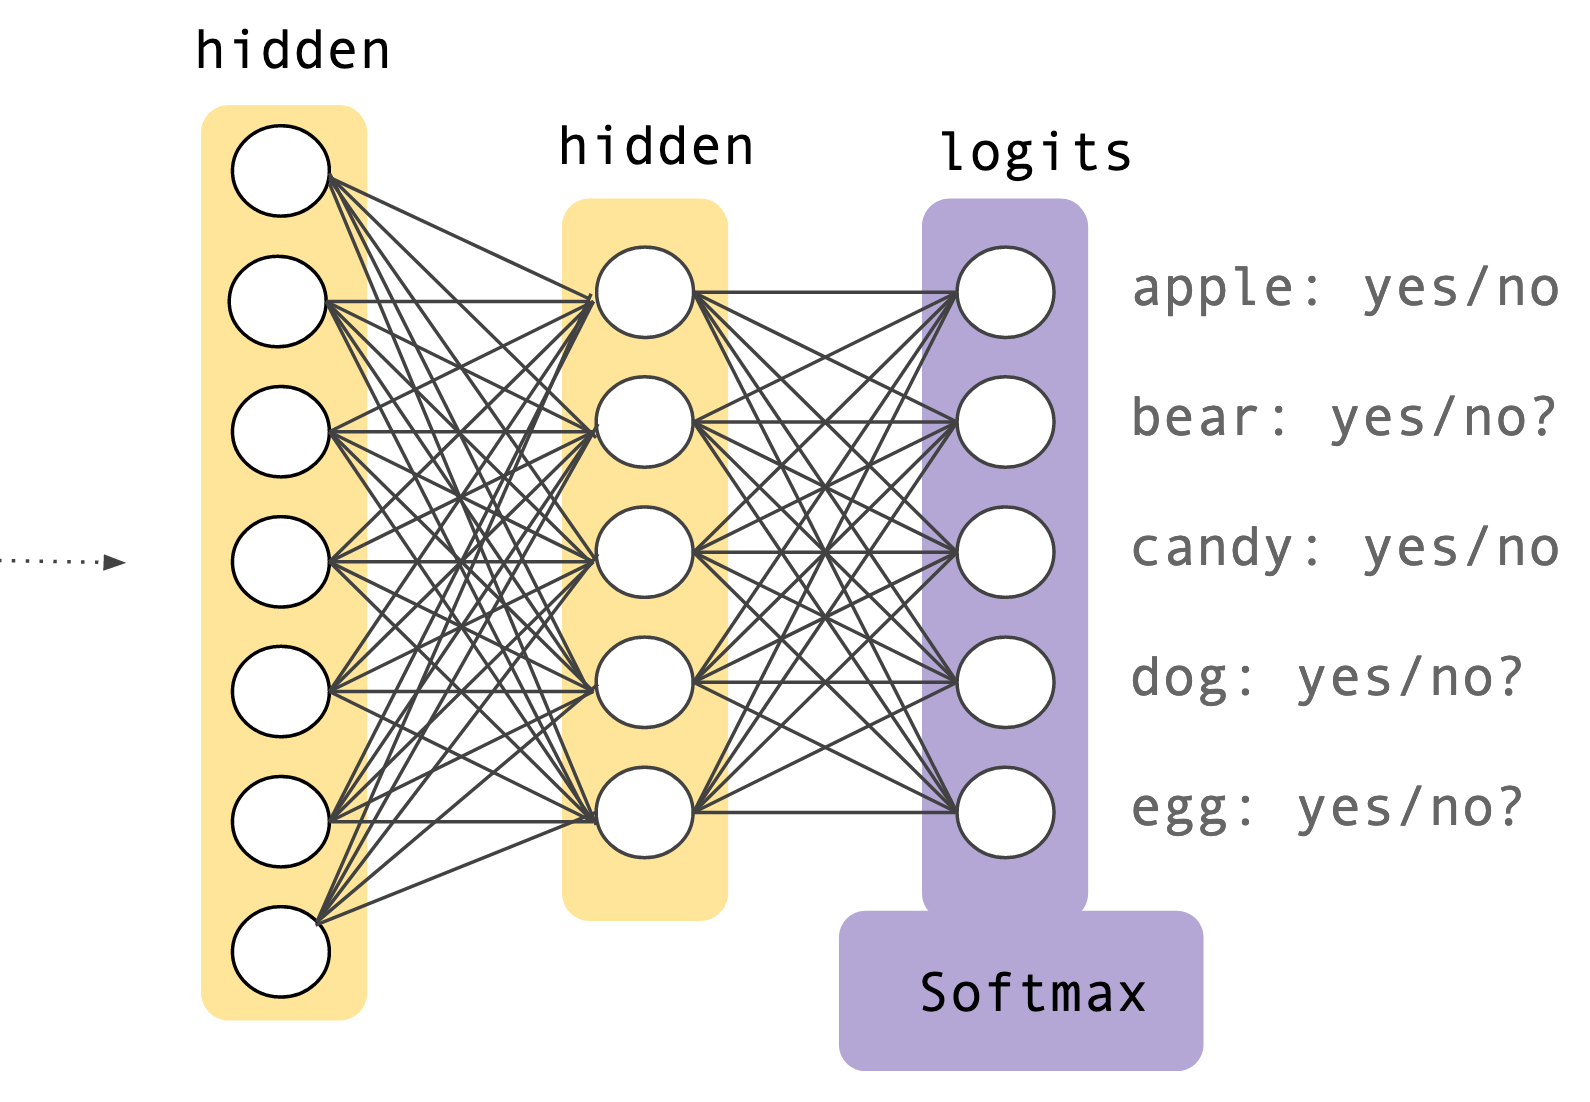 hidden
hidden
logits
apple: yes/no
bear: yes/no?
candy: yes/no
dog: yes/no?
egg: yes/no?
Softmax